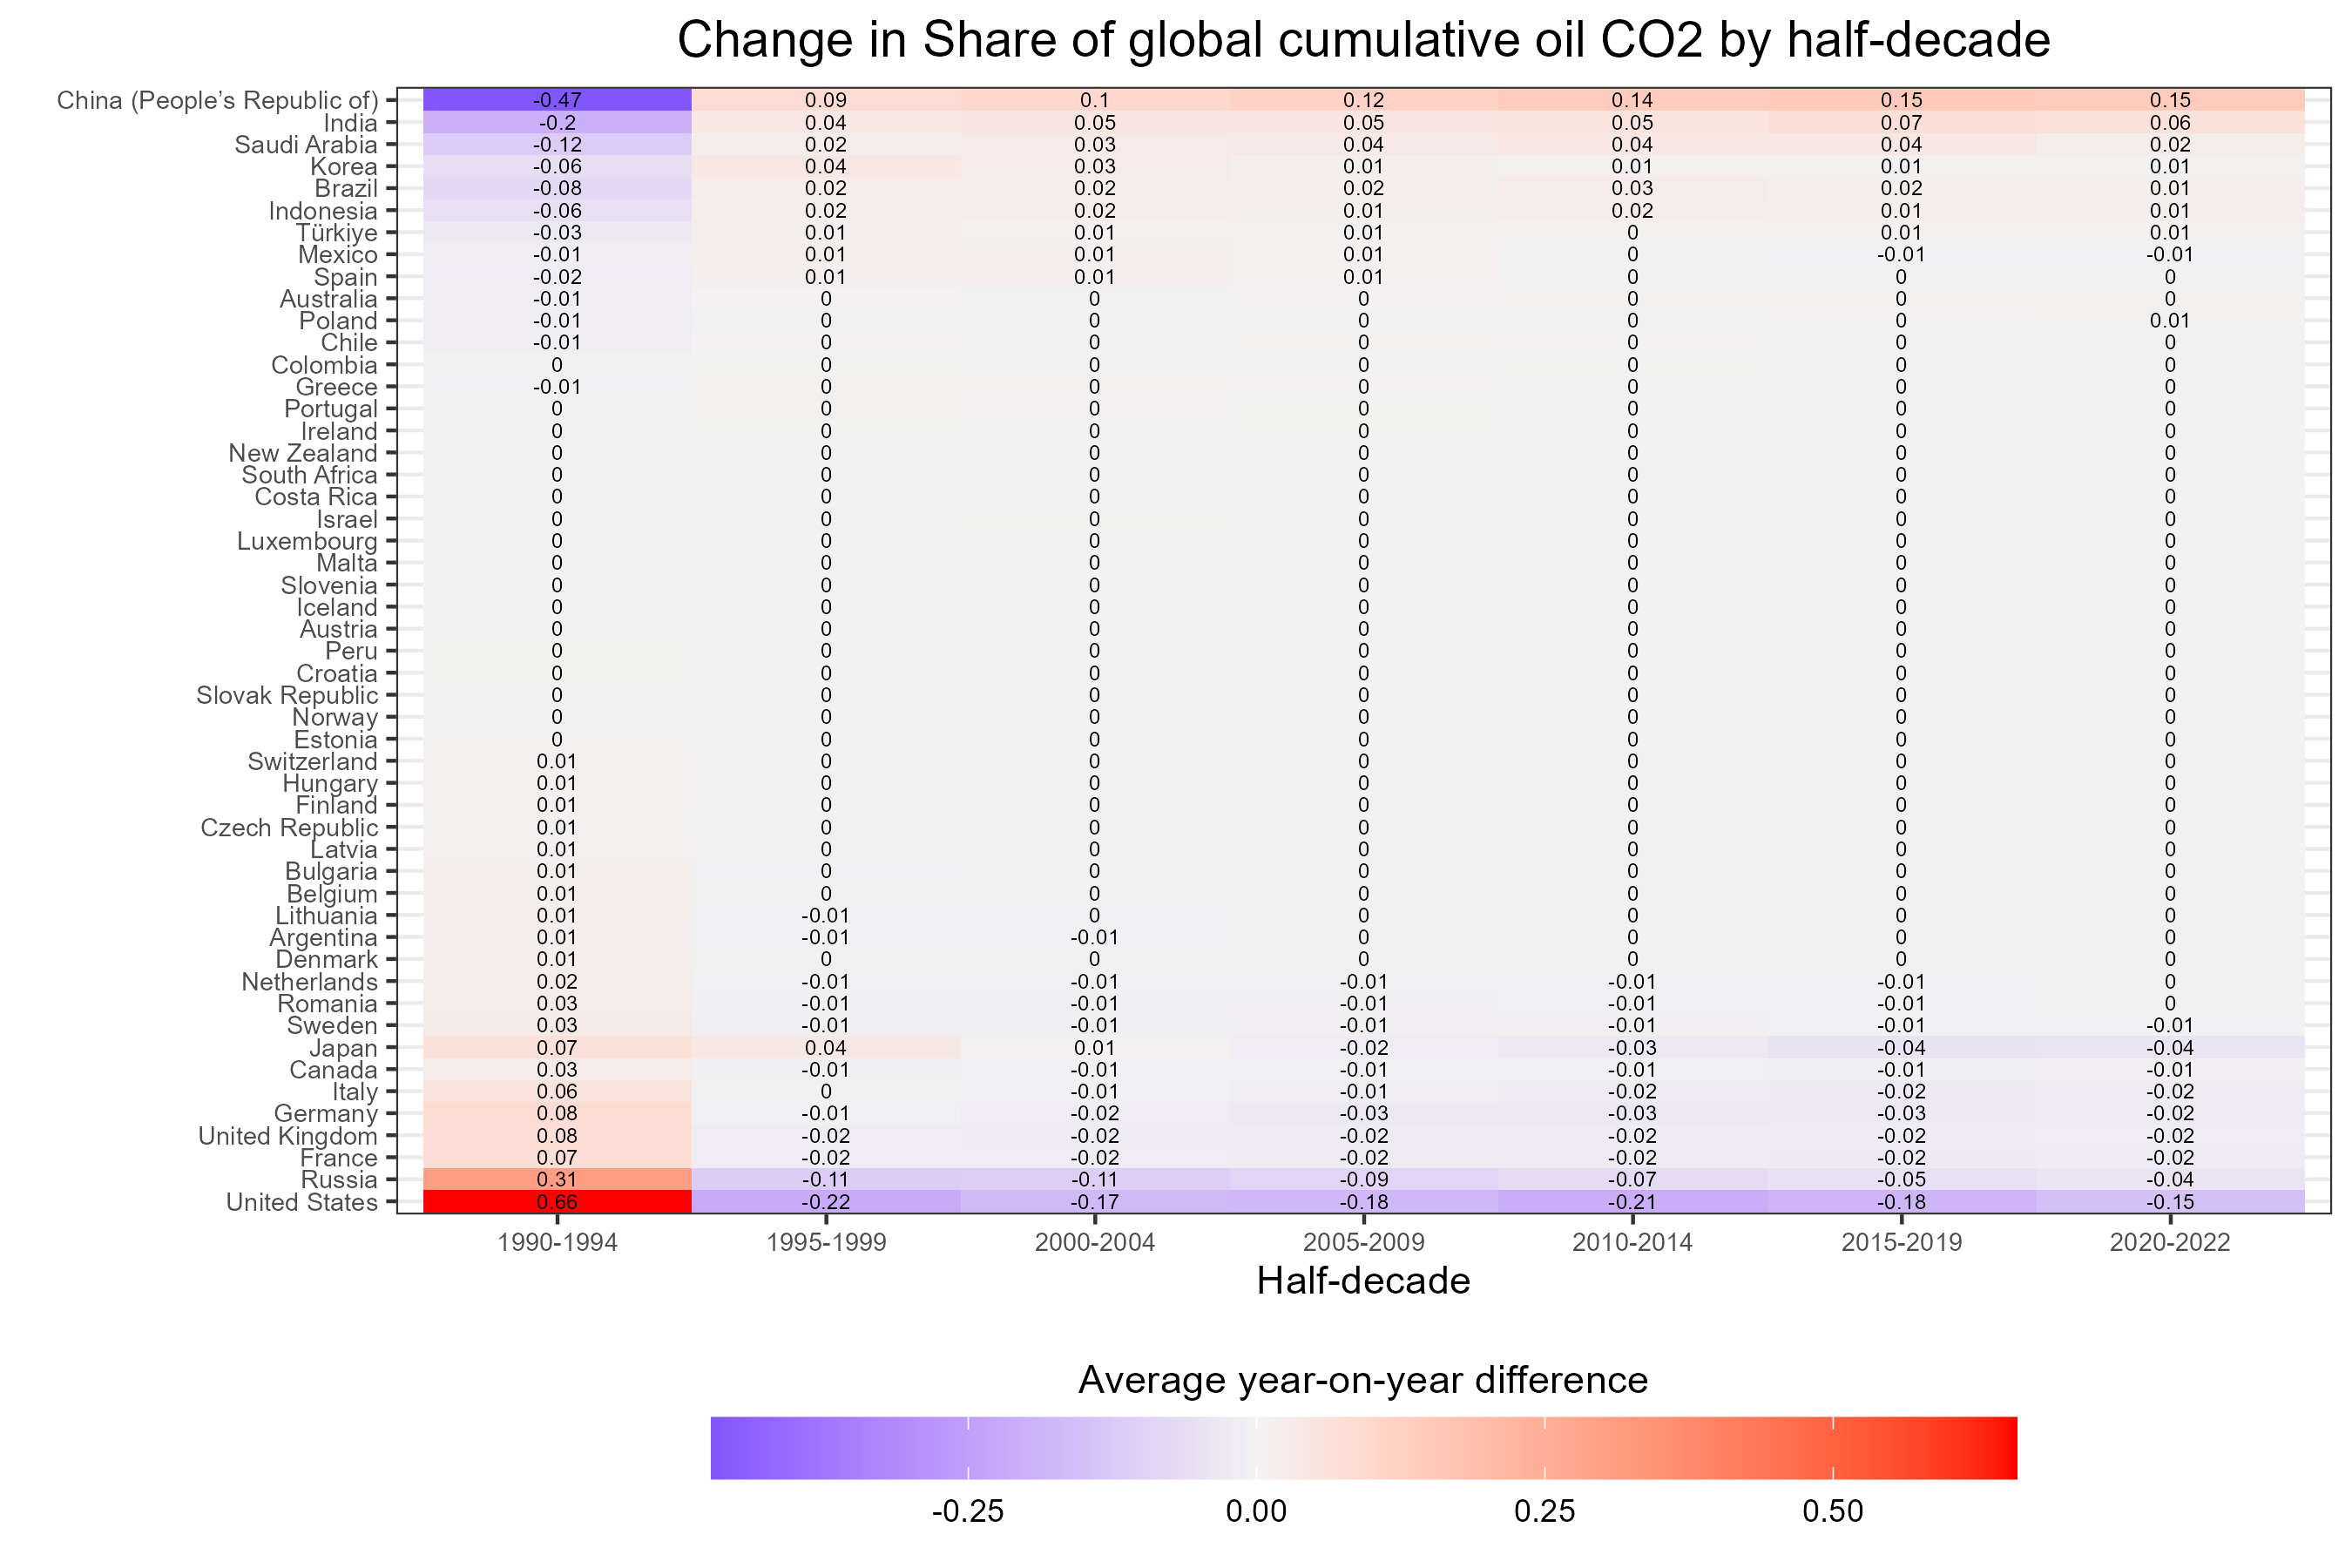 Change in Share of global cumulative oil CO2 by half-decade
China (People’s Republic of) -0.47 0.09 0.1 0.12 0.14 0.15 0.15
India -0.2 0.04 0.05 0.05 0.05 0.07 0.06
Saudi Arabia -0.12 0.02 0.03 0.04 0.04 0.04 0.02
Korea -0.06 0.04 0.03 0.01 0.01 0.01 0.01
Brazil -0.08 0.02 0.02 0.02 0.03 0.02 0.01
Indonesia -0.06 0.02 0.02 0.01 0.02 0.01 0.01
Türkiye -0.03 0.01 0.01 0.01 0 0.01 0.01
Mexico -0.01 0.01 0.01 0.01 0 -0.01 -0.01
Spain -0.02 0.01 0.01 0.01 0 0 0
Australia -0.01 0 0 0 0 0 0
Poland -0.01 0 0 0 0 0 0.01
Chile -0.01 0 0 0 0 0 0
Colombia 0 0 0 0 0 0 0
Greece -0.01 0 0 0 0 0 0
Portugal 0 0 0 0 0 0 0
Ireland 0 0 0 0 0 0 0
New Zealand 0 0 0 0 0 0 0
South Africa 0 0 0 0 0 0 0
Costa Rica 0 0 0 0 0 0 0
Israel 0 0 0 0 0 0 0
Luxembourg 0 0 0 0 0 0 0
Malta 0 0 0 0 0 0 0
Slovenia 0 0 0 0 0 0 0
Iceland 0 0 0 0 0 0 0
Austria 0 0 0 0 0 0 0
Peru 0 0 0 0 0 0 0
Croatia 0 0 0 0 0 0 0
Slovak Republic 0 0 0 0 0 0 0
Norway 0 0 0 0 0 0 0
Estonia 0 0 0 0 0 0 0
Switzerland 0.01 0 0 0 0 0 0
Hungary 0.01 0 0 0 0 0 0
Finland 0.01 0 0 0 0 0 0
Czech Republic 0.01 0 0 0 0 0 0
Latvia 0.01 0 0 0 0 0 0
Bulgaria 0.01 0 0 0 0 0 0
Belgium 0.01 0 0 0 0 0 0
Lithuania 0.01 -0.01 0 0 0 0 0
Argentina 0.01 -0.01 -0.01 0 0 0 0
Denmark 0.01 0 0 0 0 0 0
Netherlands 0.02 -0.01 -0.01 -0.01 -0.01 -0.01 0
Romania 0.03 -0.01 -0.01 -0.01 -0.01 -0.01 0
Sweden 0.03 -0.01 -0.01 -0.01 -0.01 -0.01 -0.01
Japan 0.07 0.04 0.01 -0.02 -0.03 -0.04 -0.04
Canada 0.03 -0.01 -0.01 -0.01 -0.01 -0.01 -0.01
Italy 0.06 0 -0.01 -0.01 -0.02 -0.02 -0.02
Germany 0.08 -0.01 -0.02 -0.03 -0.03 -0.03 -0.02
United Kingdom 0.08 -0.02 -0.02 -0.02 -0.02 -0.02 -0.02
France 0.07 -0.02 -0.02 -0.02 -0.02 -0.02 -0.02
Russia 0.31 -0.11 -0.11 -0.09 -0.07 -0.05 -0.04
United States 0.66 -0.22 -0.17 -0.18 -0.21 -0.18 -0.15
1990-1994 1995-1999 2000-2004 2005-2009 2010-2014 2015-2019 2020-2022
Half-decade
Average year-on-year difference
-0.25 0.00 0.25 0.50